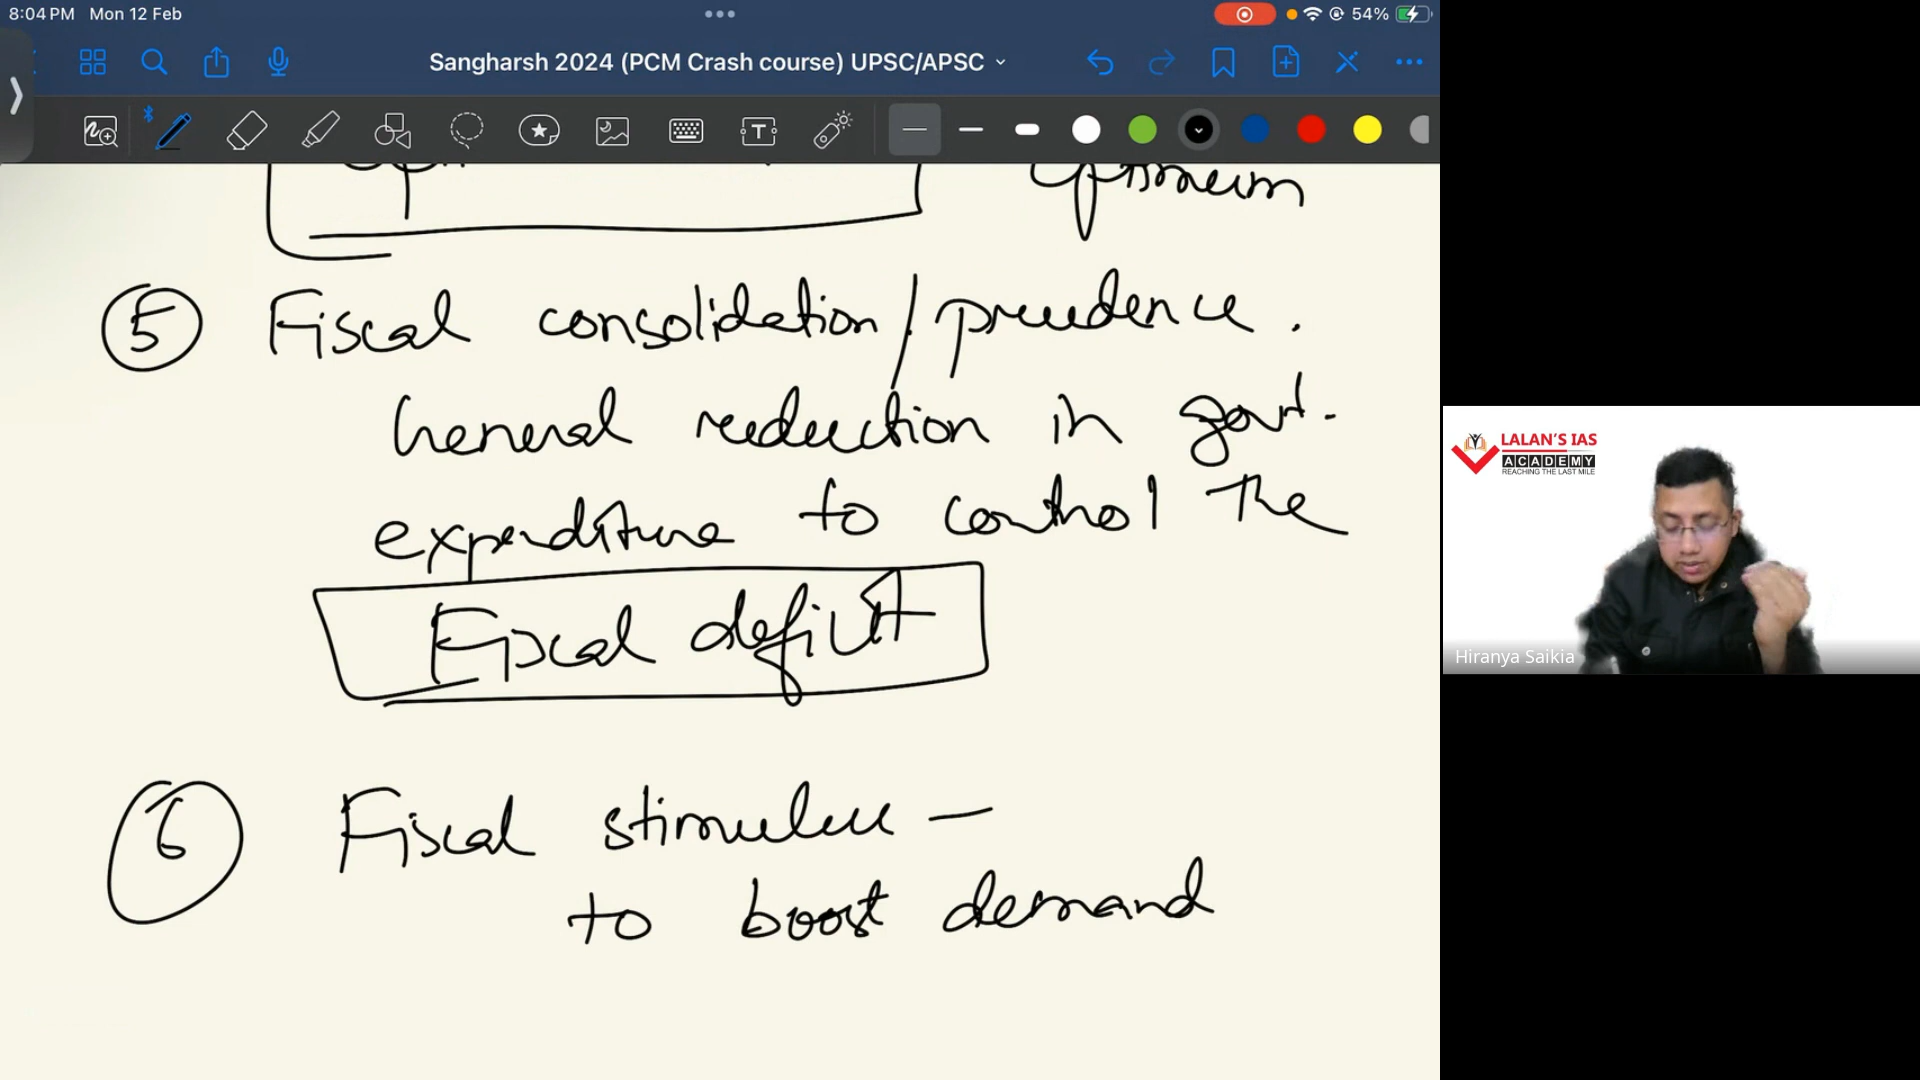 8:04 PM Mon 12 Feb
54%
Sangharsh 2024 (PCM Crash course) UPSC/APSC
T
optimum
5 Fiscal consolidation/prudence.
General reduction in govt.
expenditure to control the
Fiscal deficit
6 Fiscal stimulus —
to boost demand
LALAN'S IAS
ACADEMY
REACHING THE LAST MILE
Hiranya Saikia